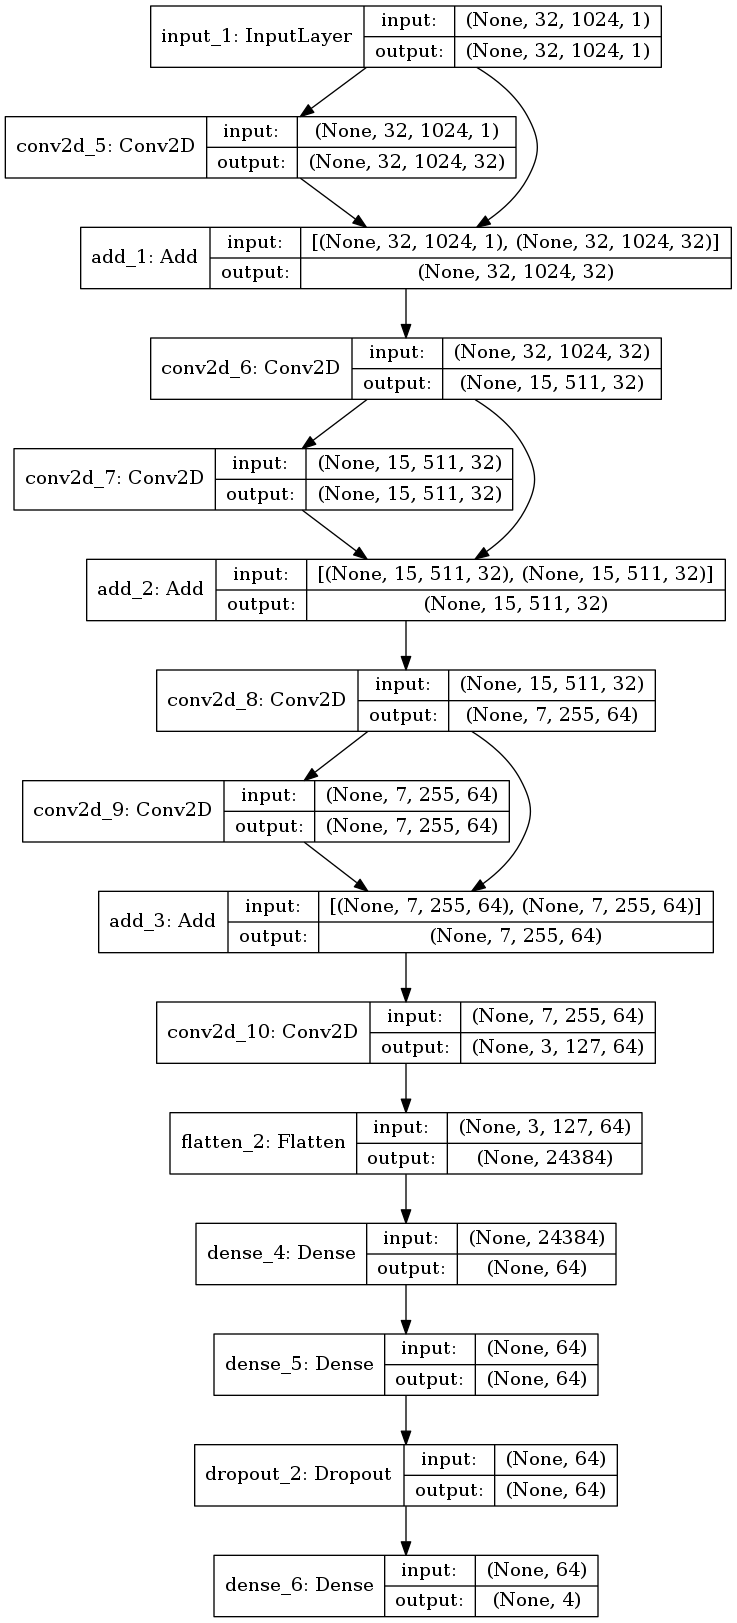 input_1: InputLayer
input:
(None, 32, 1024, 1)
output:
(None, 32, 1024, 1)
conv2d_5: Conv2D
input:
(None, 32, 1024, 1)
output:
(None, 32, 1024, 32)
add_1: Add
input:
[(None, 32, 1024, 1), (None, 32, 1024, 32)]
output:
(None, 32, 1024, 32)
conv2d_6: Conv2D
input:
(None, 32, 1024, 32)
output:
(None, 15, 511, 32)
conv2d_7: Conv2D
input:
(None, 15, 511, 32)
output:
(None, 15, 511, 32)
add_2: Add
input:
[(None, 15, 511, 32), (None, 15, 511, 32)]
output:
(None, 15, 511, 32)
conv2d_8: Conv2D
input:
(None, 15, 511, 32)
output:
(None, 7, 255, 64)
conv2d_9: Conv2D
input:
(None, 7, 255, 64)
output:
(None, 7, 255, 64)
add_3: Add
input:
[(None, 7, 255, 64), (None, 7, 255, 64)]
output:
(None, 7, 255, 64)
conv2d_10: Conv2D
input:
(None, 7, 255, 64)
output:
(None, 3, 127, 64)
flatten_2: Flatten
input:
(None, 3, 127, 64)
output:
(None, 24384)
dense_4: Dense
input:
(None, 24384)
output:
(None, 64)
dense_5: Dense
input:
(None, 64)
output:
(None, 64)
dropout_2: Dropout
input:
(None, 64)
output:
(None, 64)
dense_6: Dense
input:
(None, 64)
output:
(None, 4)